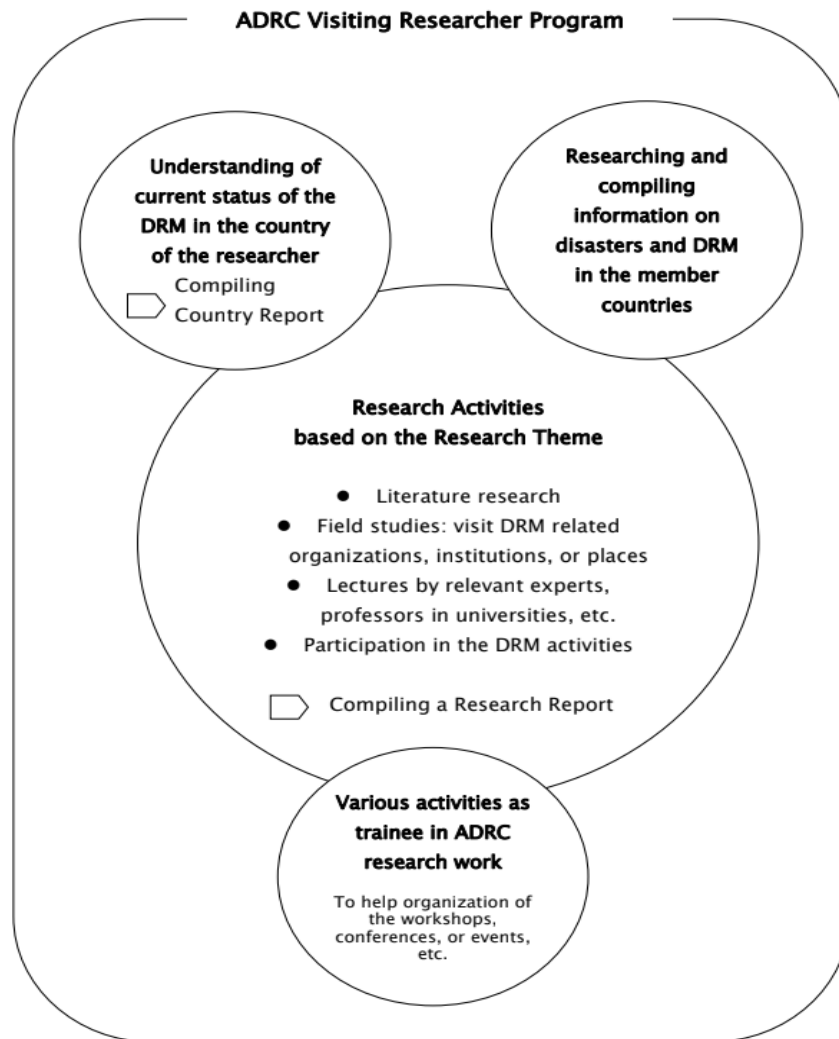 ADRC Visiting Researcher Program
Understanding of
current status of the
DRM in the country
of the researcher
Compiling
Country Report
Researching and
compiling
information on
disasters and DRM
in the member
countries
Research Activities
based on the Research Theme
● Literature research
● Field studies: visit DRM related
organizations, institutions, or places
● Lectures by relevant experts,
professors in universities, etc.
● Participation in the DRM activities
Compiling a Research Report
Various activities as
trainee in ADRC
research work
To help organization of
the workshops,
conferences, or events,
etc.